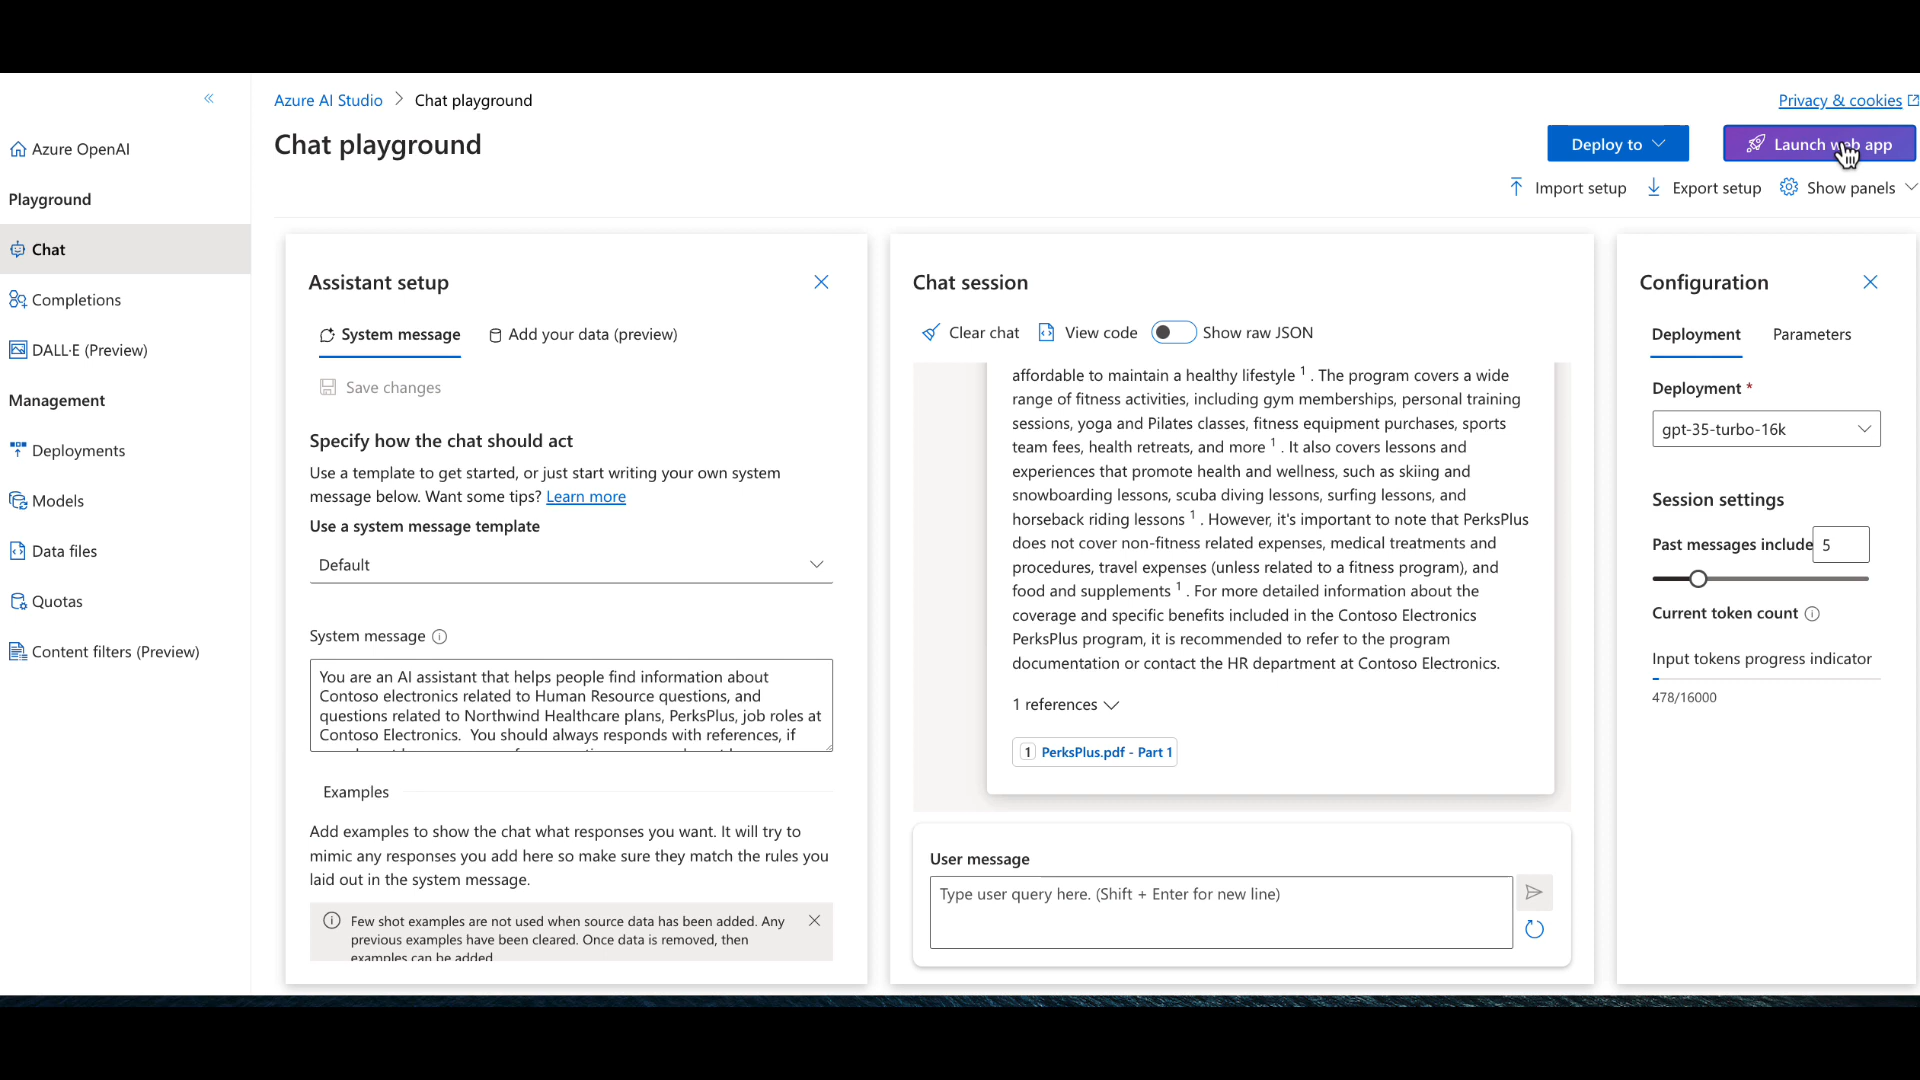 Azure AI Studio > Chat playground
Privacy & cookies
Chat playground
Deploy to
Launch web app
Import setup
Export setup
Show panels
Azure OpenAI
Playground
Chat
Completions
DALL·E (Preview)
Management
Deployments
Models
Data files
Quotas
Content filters (Preview)
Assistant setup
System message
Add your data (preview)
Save changes
Specify how the chat should act
Use a template to get started, or just start writing your own system
message below. Want some tips? Learn more
Use a system message template
Default
System message
You are an AI assistant that helps people find information about
Contoso electronics related to Human Resource questions, and
questions related to Northwind Healthcare plans, PerksPlus, job roles at
Contoso Electronics.  You should always responds with references, if
Examples
Add examples to show the chat what responses you want. It will try to
mimic any responses you add here so make sure they match the rules you
laid out in the system message.
Few shot examples are not used when source data has been added. Any
previous examples have been cleared. Once data is removed, then
examples can be added
Chat session
Clear chat
View code
Show raw JSON
affordable to maintain a healthy lifestyle 1 . The program covers a wide
range of fitness activities, including gym memberships, personal training
sessions, yoga and Pilates classes, fitness equipment purchases, sports
team fees, health retreats, and more 1 . It also covers lessons and
experiences that promote health and wellness, such as skiing and
snowboarding lessons, scuba diving lessons, surfing lessons, and
horseback riding lessons 1 . However, it's important to note that PerksPlus
does not cover non-fitness related expenses, medical treatments and
procedures, travel expenses (unless related to a fitness program), and
food and supplements 1 . For more detailed information about the
coverage and specific benefits included in the Contoso Electronics
PerksPlus program, it is recommended to refer to the program
documentation or contact the HR department at Contoso Electronics.
1 references
1 PerksPlus.pdf - Part 1
User message
Type user query here. (Shift + Enter for new line)
Configuration
Deployment
Parameters
Deployment *
gpt-35-turbo-16k
Session settings
Past messages include
5
Current token count
Input tokens progress indicator
478/16000